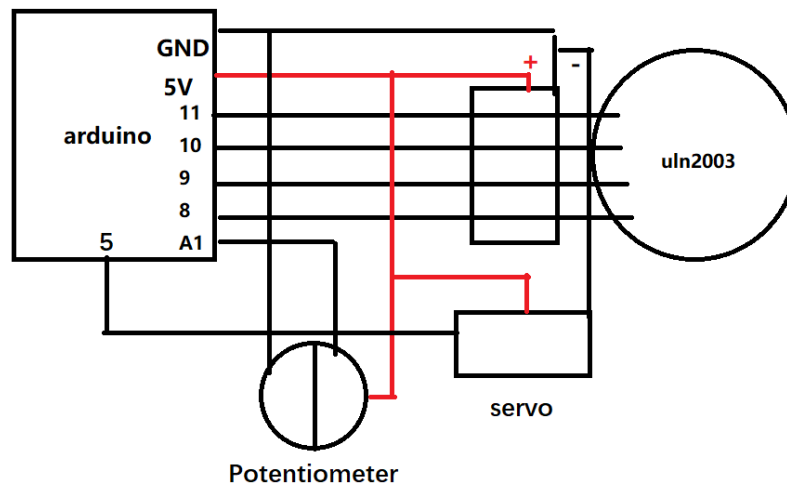 GND
+
-
5V
11
arduino
10
uln2003
9
8
5
A1
servo
Potentiometer